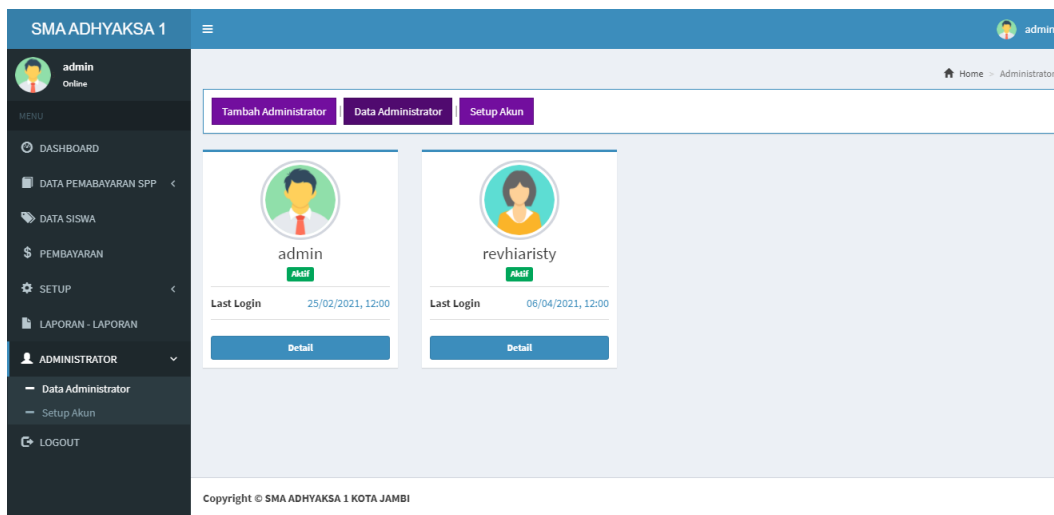 SMA ADHYAKSA 1
admin
admin
Online
Home > Administrator
MENU
Tambah Administrator | Data Administrator | Setup Akun
DASHBOARD
DATA PEMABAYARAN SPP
DATA SISWA
PEMBAYARAN
SETUP
LAPORAN - LAPORAN
ADMINISTRATOR
Data Administrator
Setup Akun
LOGOUT
admin
Aktif
Last Login 25/02/2021, 12:00
Detail
revhiaristy
Aktif
Last Login 06/04/2021, 12:00
Detail
Copyright © SMA ADHYAKSA 1 KOTA JAMBI